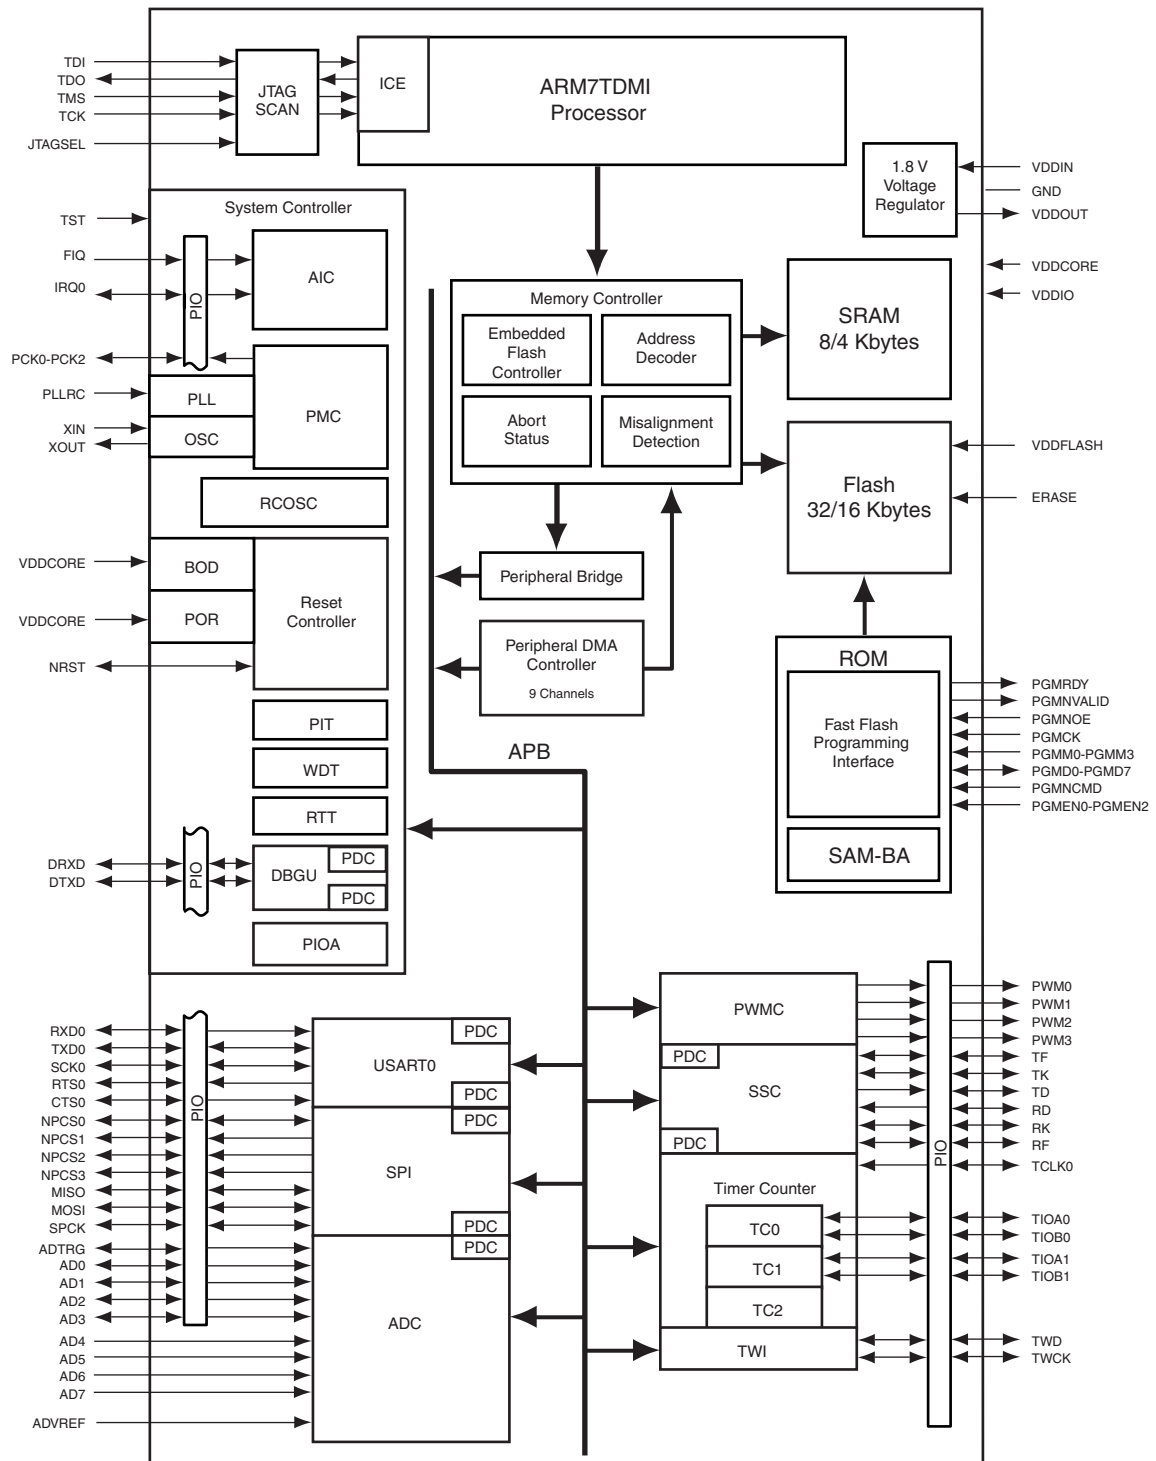 TDI
TDO
TMS
TCK
JTAGSEL
JTAG
SCAN
ICE
ARM7TDMI
Processor
1.8 V
Voltage
Regulator
VDDIN
GND
VDDOUT
VDDCORE
VDDIO
System Controller
TST
FIQ
IRQ0
PIO
AIC
PCK0-PCK2
PLLRC
XIN
XOUT
PLL
OSC
PMC
RCOSC
VDDCORE
BOD
VDDCORE
POR
Reset
Controller
NRST
PIT
WDT
RTT
DRXD
DTXD
PIO
DBGU
PDC
PDC
PIOA
Memory Controller
Embedded
Flash
Controller
Address
Decoder
Abort
Status
Misalignment
Detection
SRAM
8/4 Kbytes
Flash
32/16 Kbytes
VDDFLASH
ERASE
Peripheral Bridge
Peripheral DMA
Controller
9 Channels
APB
ROM
Fast Flash
Programming
Interface
SAM-BA
PGMRDY
PGMNVALID
PGMNOE
PGMCK
PGMM0-PGMM3
PGMD0-PGMD7
PGMNCMD
PGMEN0-PGMEN2
RXD0
TXD0
SCK0
RTS0
CTS0
NPCS0
NPCS1
NPCS2
NPCS3
MISO
MOSI
SPCK
ADTRG
AD0
AD1
AD2
AD3
AD4
AD5
AD6
AD7
ADVREF
PIO
PDC
USART0
PDC
PDC
SPI
PDC
PDC
ADC
PWMC
PDC
SSC
PDC
Timer Counter
TC0
TC1
TC2
TWI
PIO
PWM0
PWM1
PWM2
PWM3
TF
TK
TD
RD
RK
RF
TCLK0
TIOA0
TIOB0
TIOA1
TIOB1
TWD
TWCK